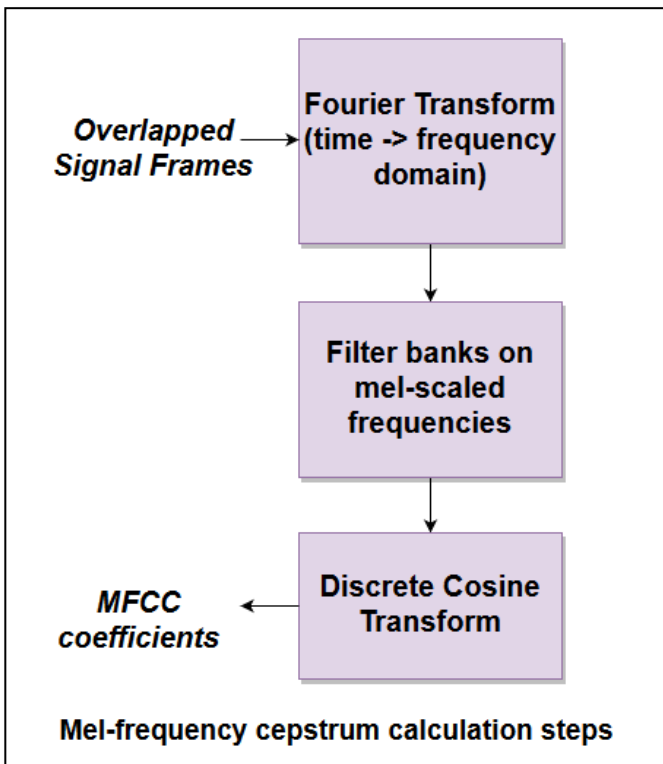 Overlapped
Signal Frames
Fourier Transform
(time -> frequency
domain)
Filter banks on
mel-scaled
frequencies
Discrete Cosine
Transform
MFCC
coefficients
Mel-frequency cepstrum calculation steps